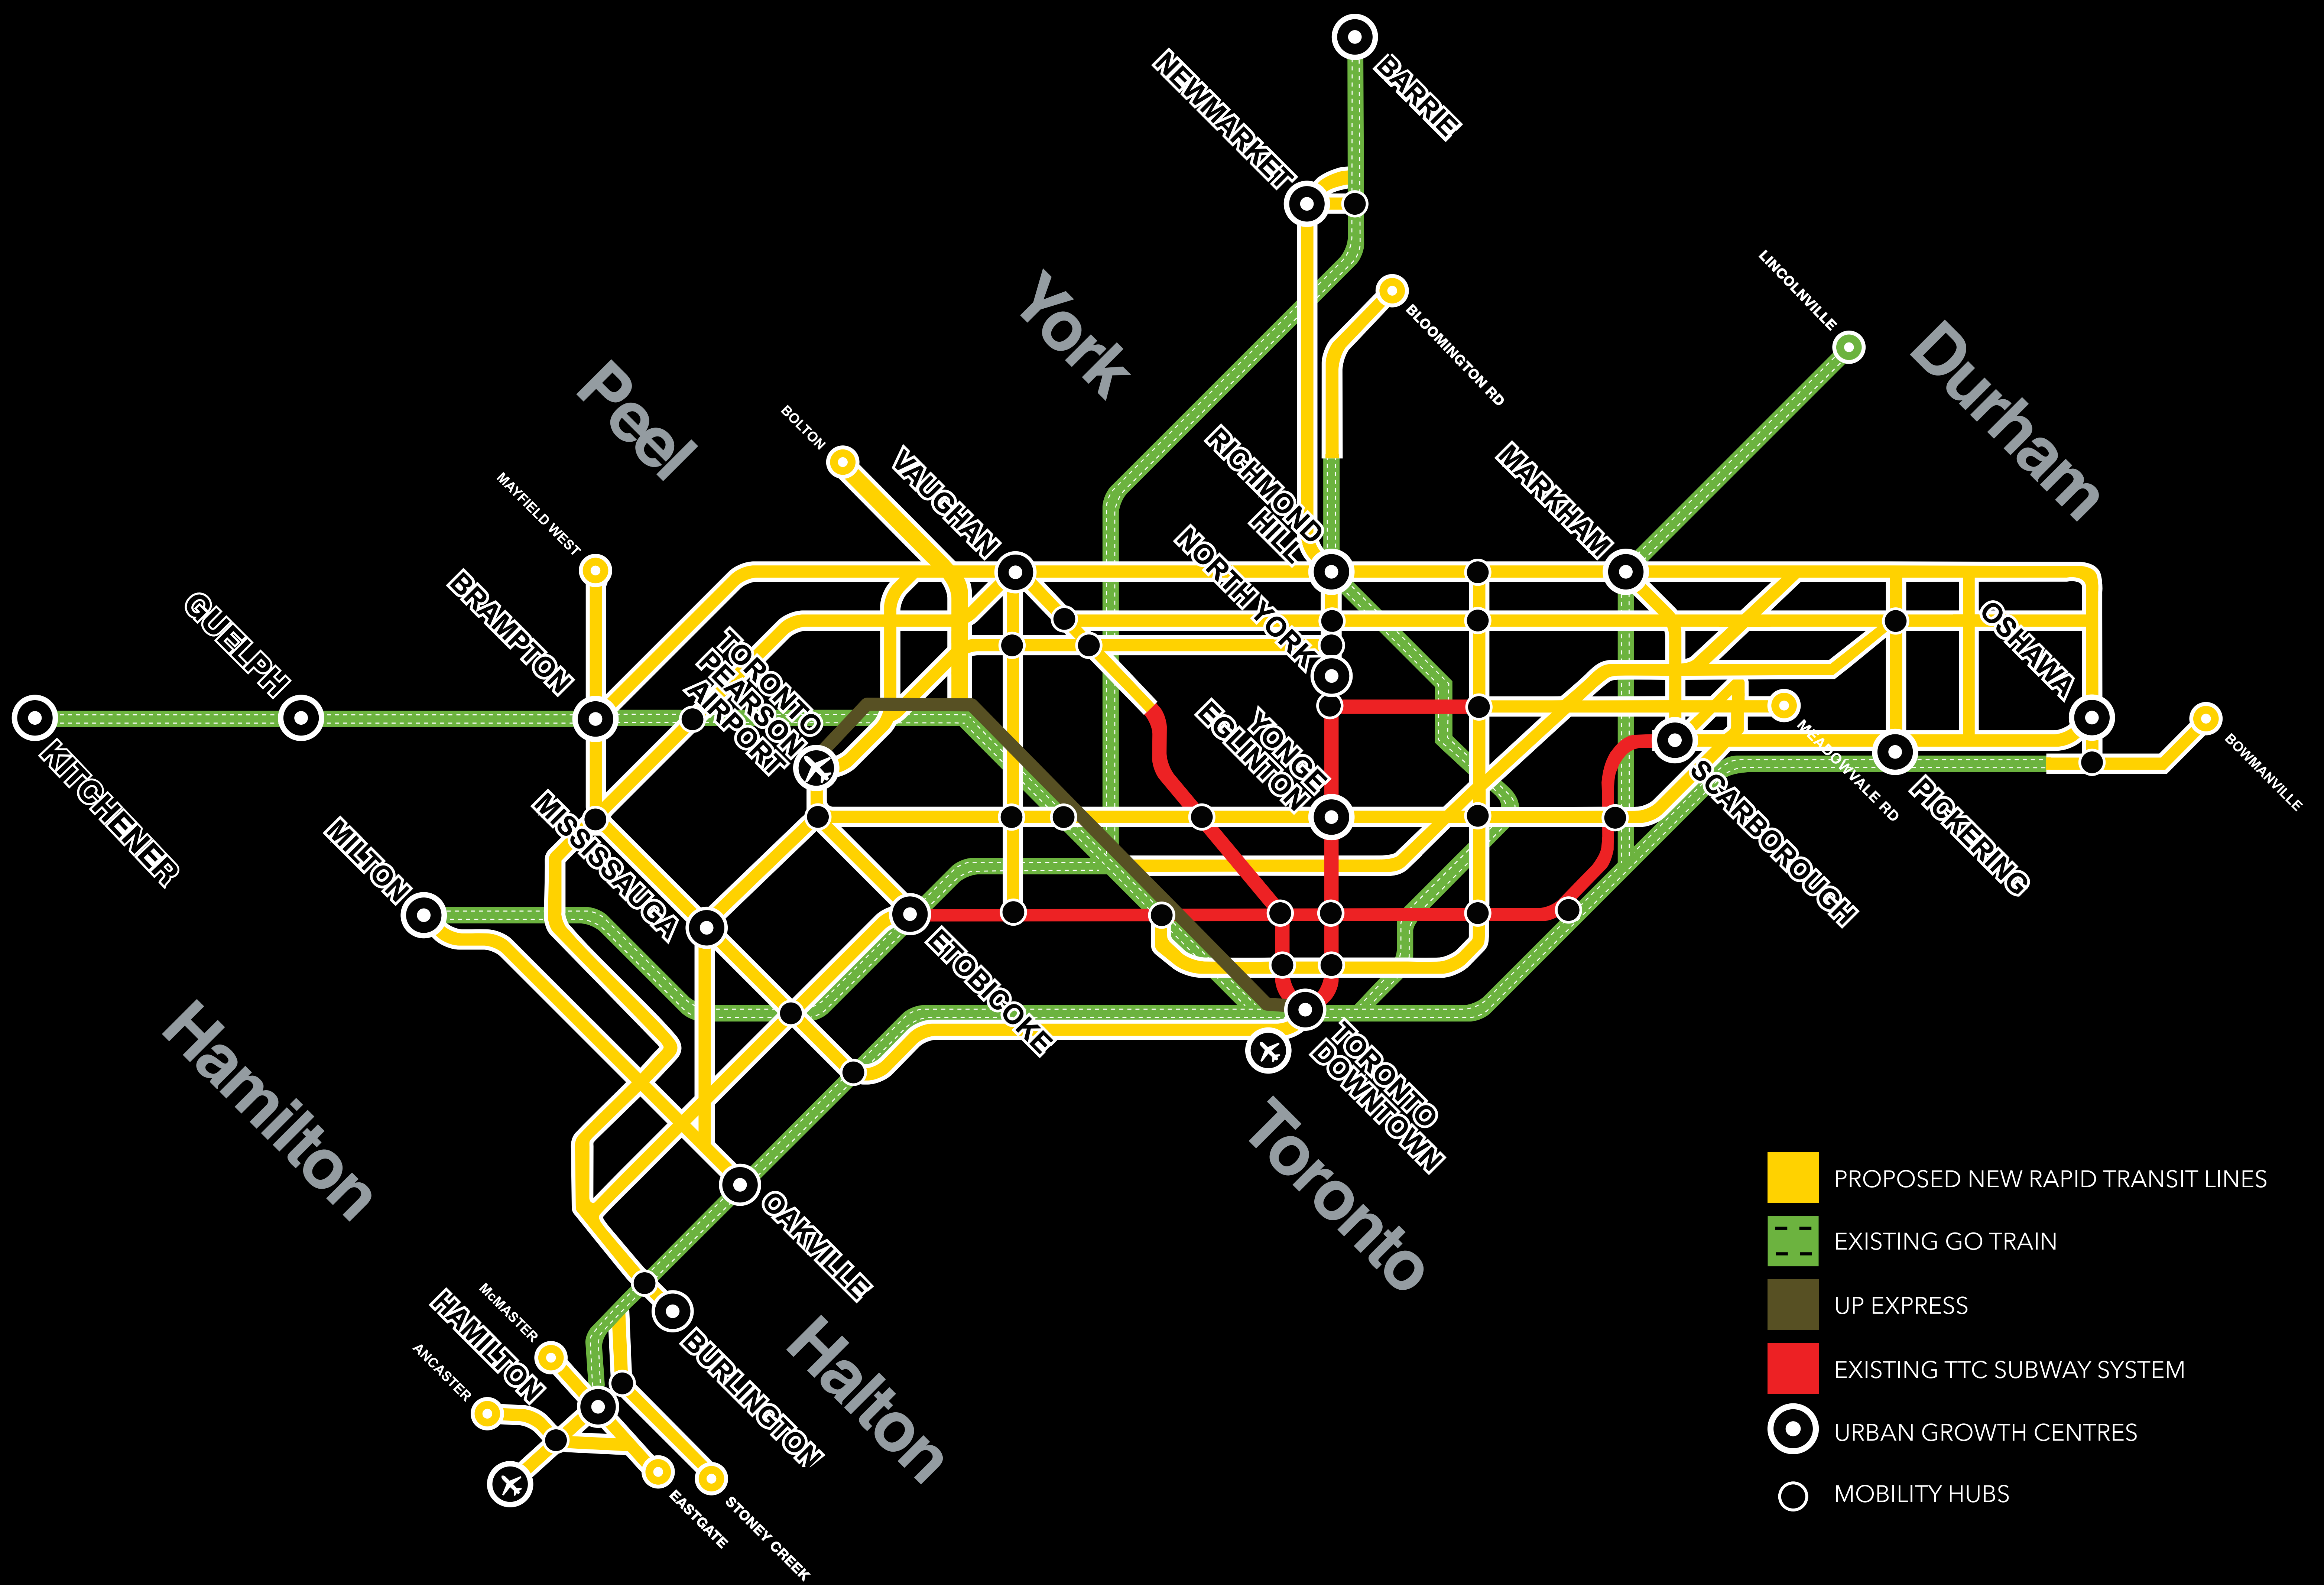 BARRIE
NEWMARKET
BLOOMINGTON RD
LINCOLNVILLE
York
Durham
Peel
BOLTON
VAUGHAN
RICHMOND
HILL
MARKHAM
MAYFIELD WEST
NORTH YORK
BRAMPTON
GUELPH
OSHAWA
TORONTO
PEARSON
AIRPORT
YONGE
EGLINTON
MEADOWVALE RD
BOWMANVILLE
KITCHENER
MISSISSAUGA
MILTON
SCARBOROUGH
PICKERING
ETOBICOKE
Hamilton
TORONTO
DOWNTOWN
Toronto
OAKVILLE
McMASTER
HAMILTON
ANCASTER
BURLINGTON
Halton
EASTGATE
STONEY CREEK
PROPOSED NEW RAPID TRANSIT LINES
EXISTING GO TRAIN
UP EXPRESS
EXISTING TTC SUBWAY SYSTEM
URBAN GROWTH CENTRES
MOBILITY HUBS